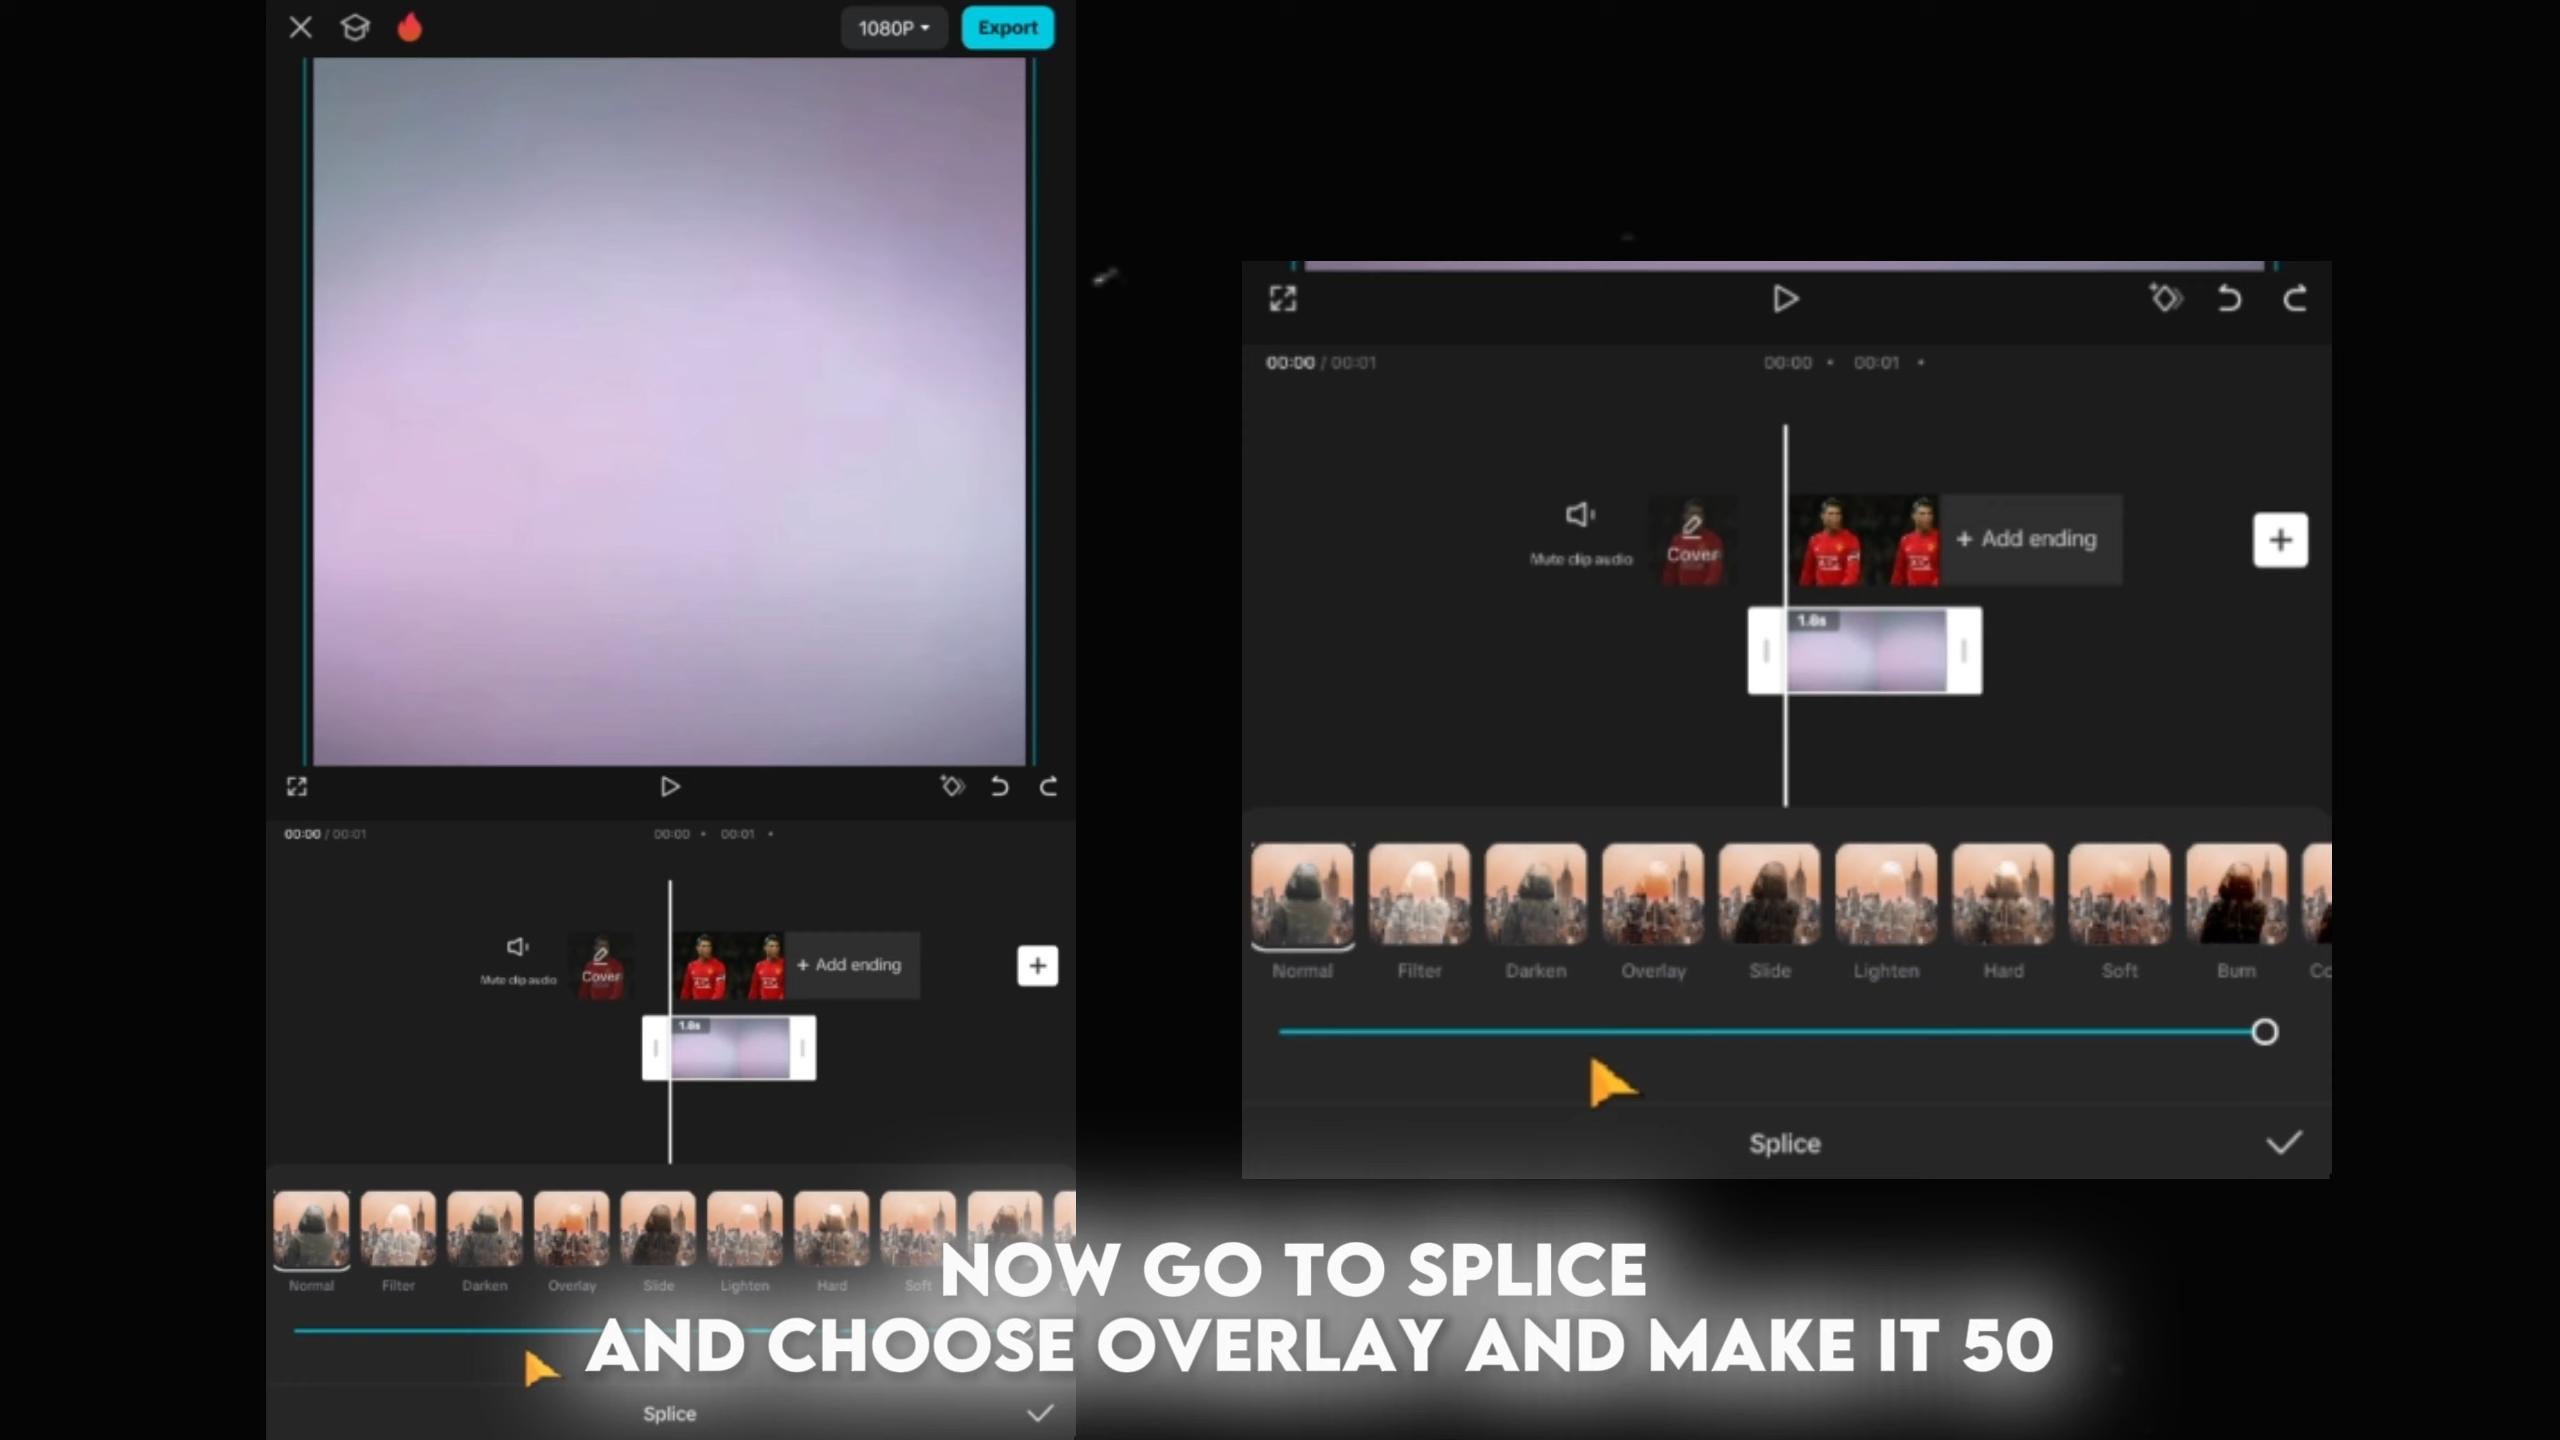 1080P
Export
00:00 / 00:01
00:00
00:01
Mute clip audio
Cover
+ Add ending
1.8s
Normal
Filter
Darken
Overlay
Slide
Lighten
Hard
Soft
Splice
00:00 / 00:01
00:00
00:01
Mute clip audio
Cover
+ Add ending
1.8s
Normal
Filter
Darken
Overlay
Slide
Lighten
Hard
Soft
Burn
Splice
NOW GO TO SPLICE
AND CHOOSE OVERLAY AND MAKE IT 50